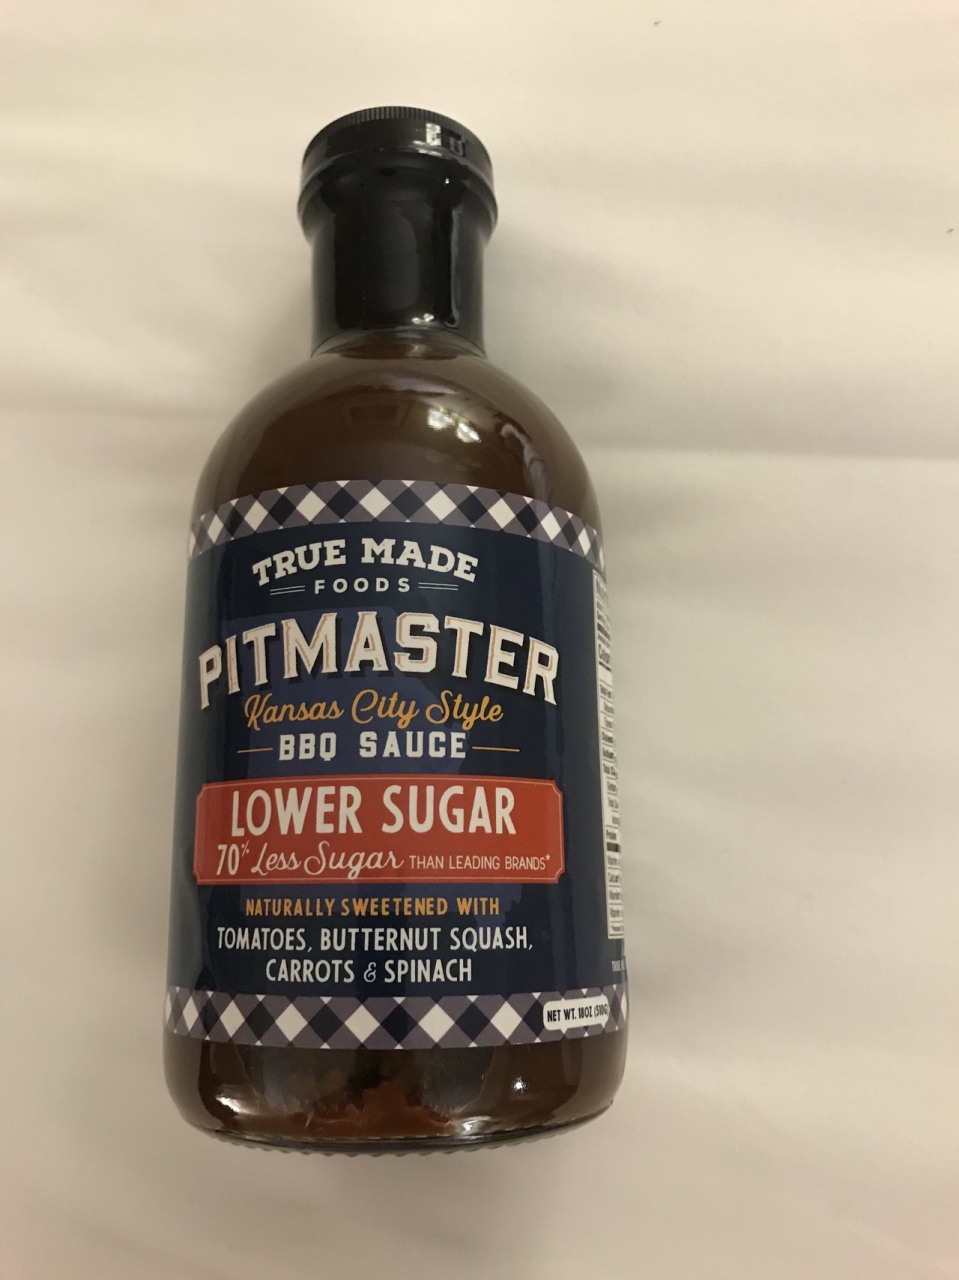 TRUE MADE
FOODS
PITMASTER
Kansas City Style
BBQ SAUCE
LOWER SUGAR
70% Less Sugar THAN LEADING BRANDS*
NATURALLY SWEETENED WITH
TOMATOES, BUTTERNUT SQUASH,
CARROTS & SPINACH
NET WT. 18OZ (510G)